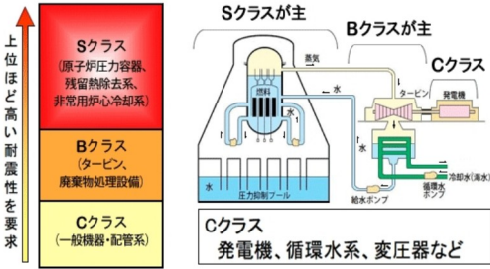 上位ほど高い耐震性を要求
Sクラス
(原子炉圧力容器、
残留熱除去系、
非常用炉心冷却系)
Bクラス
(タービン、
廃棄物処理設備)
Cクラス
(一般機器・配管系)
Sクラスが主
Bクラスが主
Cクラス
蒸気
発電機
タービン
燃料
水
水
水
水
圧力抑制プール
給水ポンプ
循環水
ポンプ
冷却水(海水)
Cクラス
発電機、循環水系、変圧器など